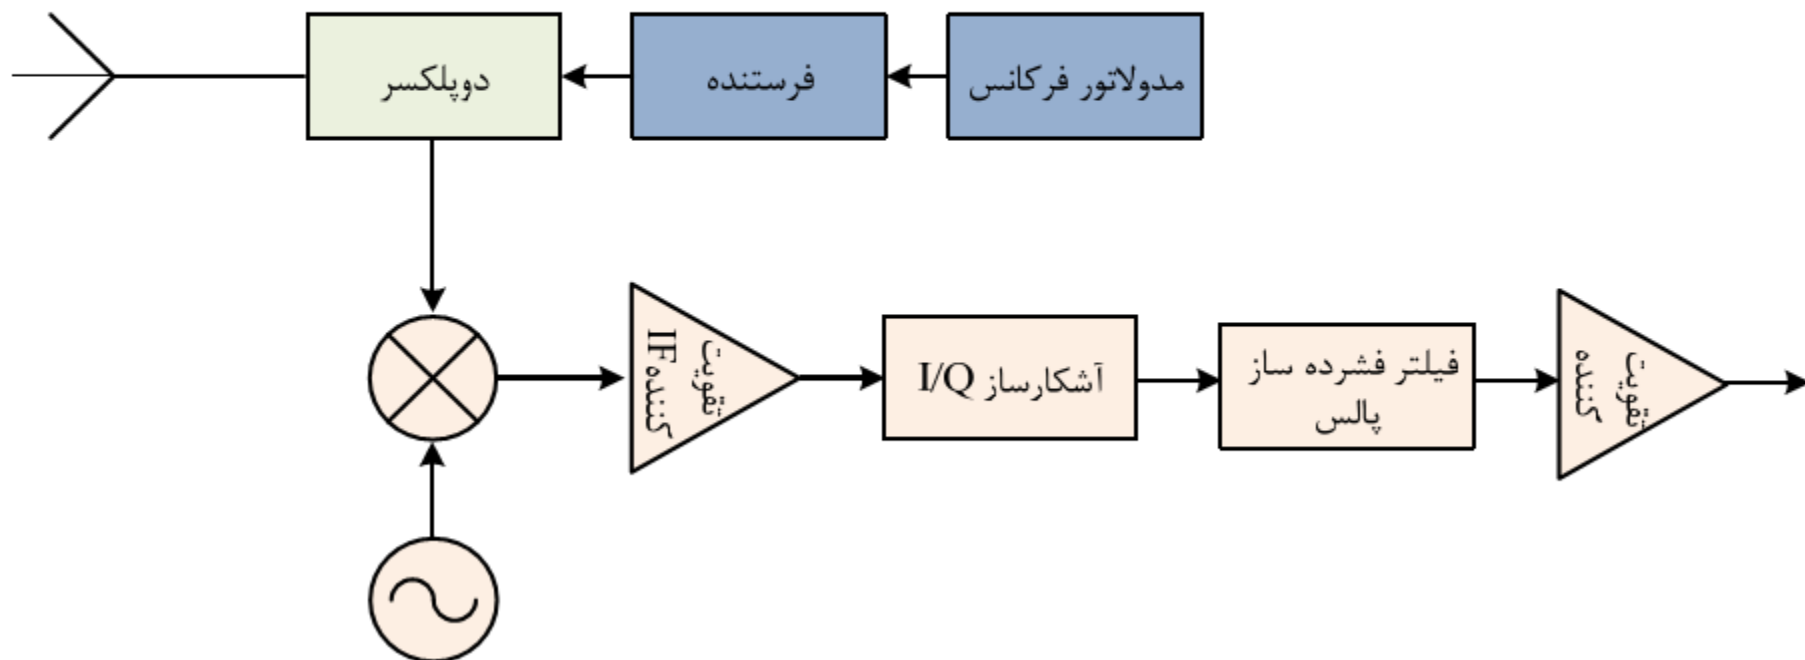 مدولاتور فرکانس
فرستنده
دوپلکسر
تقویت
کننده IF
آشکارساز I/Q
فیلتر فشرده ساز
پالس
تقویت
کننده